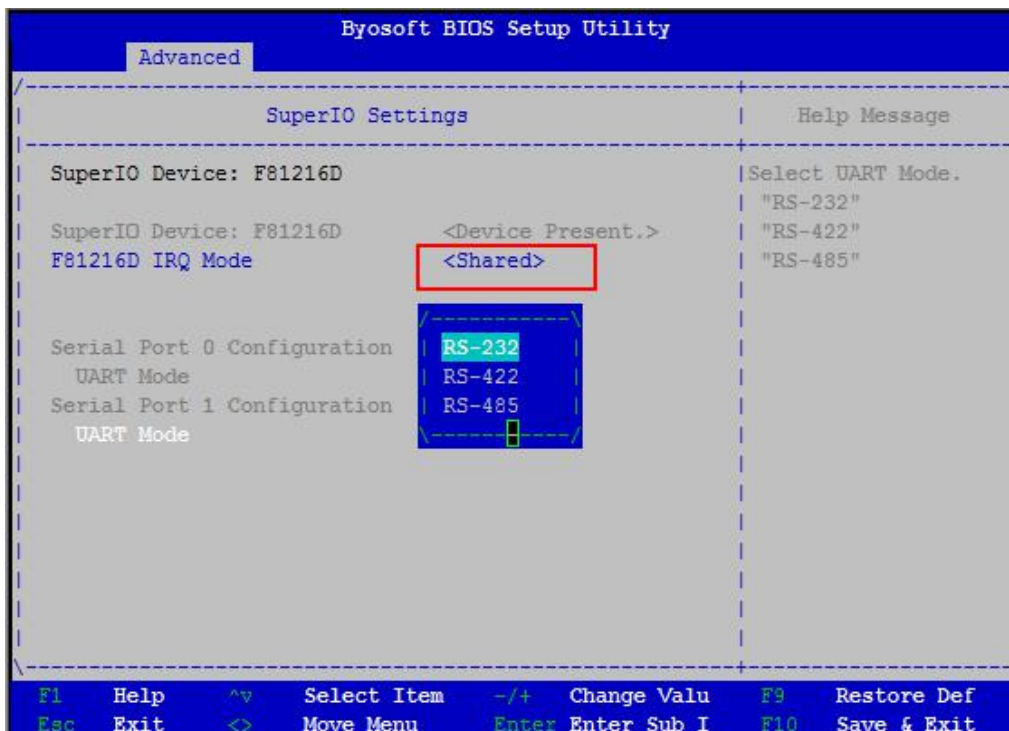 Byosoft BIOS Setup Utility
Advanced
SuperIO Settings
Help Message
SuperIO Device: F81216D
Select UART Mode.
"RS-232"
SuperIO Device: F81216D <Device Present.>
"RS-422"
F81216D IRQ Mode <Shared>
"RS-485"
Serial Port 0 Configuration
RS-232
UART Mode
RS-422
Serial Port 1 Configuration
RS-485
UART Mode
F1 Help ^v Select Item -/+ Change Valu F9 Restore Def
Esc Exit <> Move Menu Enter Enter Sub I F10 Save & Exit